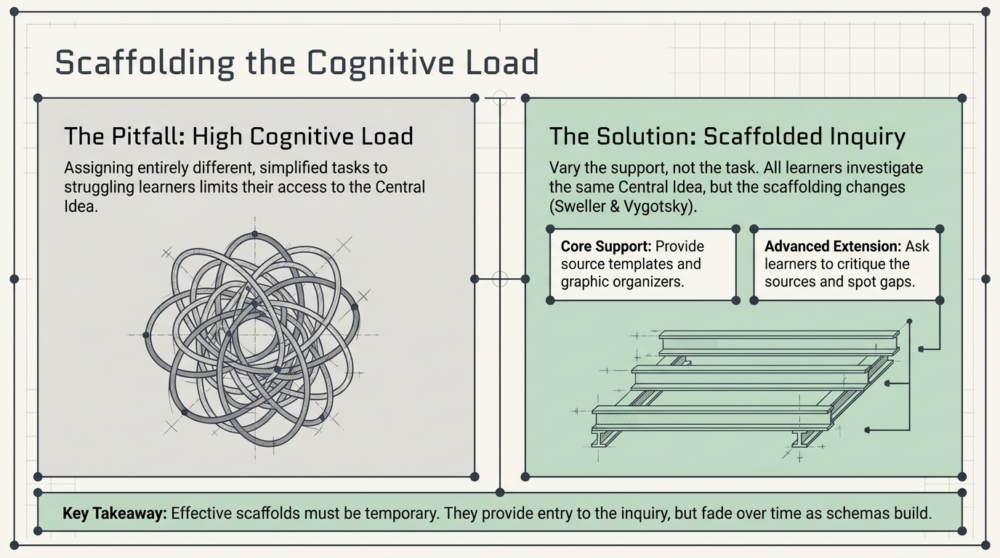 Scaffolding the Cognitive Load
The Pitfall: High Cognitive Load
Assigning entirely different, simplified tasks to
struggling learners limits their access to the Central
Idea.
The Solution: Scaffolded Inquiry
Vary the support, not the task. All learners investigate
the same Central Idea, but the scaffolding changes
(Sweller & Vygotsky).
Core Support: Provide
source templates and
graphic organizers.
Advanced Extension: Ask
learners to critique the
sources and spot gaps.
Key Takeaway: Effective scaffolds must be temporary. They provide entry to the inquiry, but fade over time as schemas build.